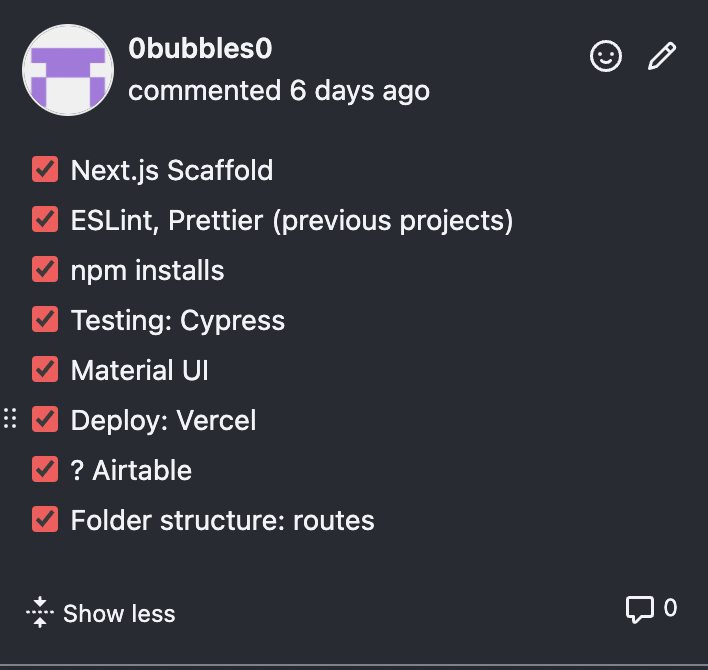 0bubbles0
commented 6 days ago
Next.js Scaffold
ESLint, Prettier (previous projects)
npm installs
Testing: Cypress
Material UI
Deploy: Vercel
? Airtable
Folder structure: routes
Show less
0